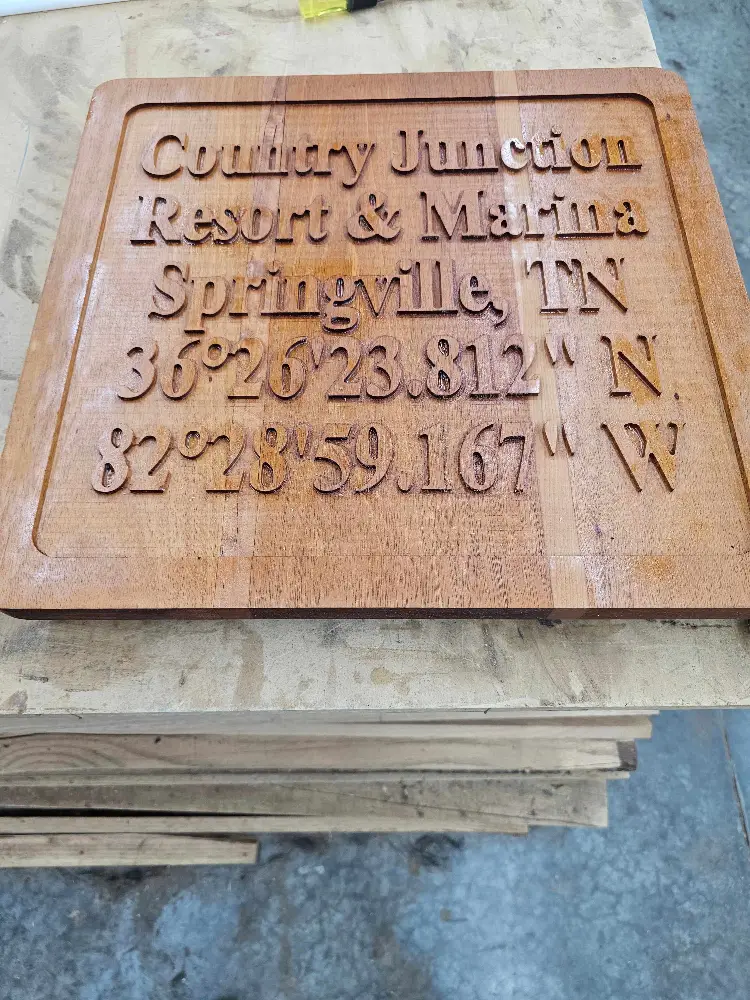 Country Junction
Resort & Marina
Springville, TN
36°26'23.812" N
82°28'59.167" W